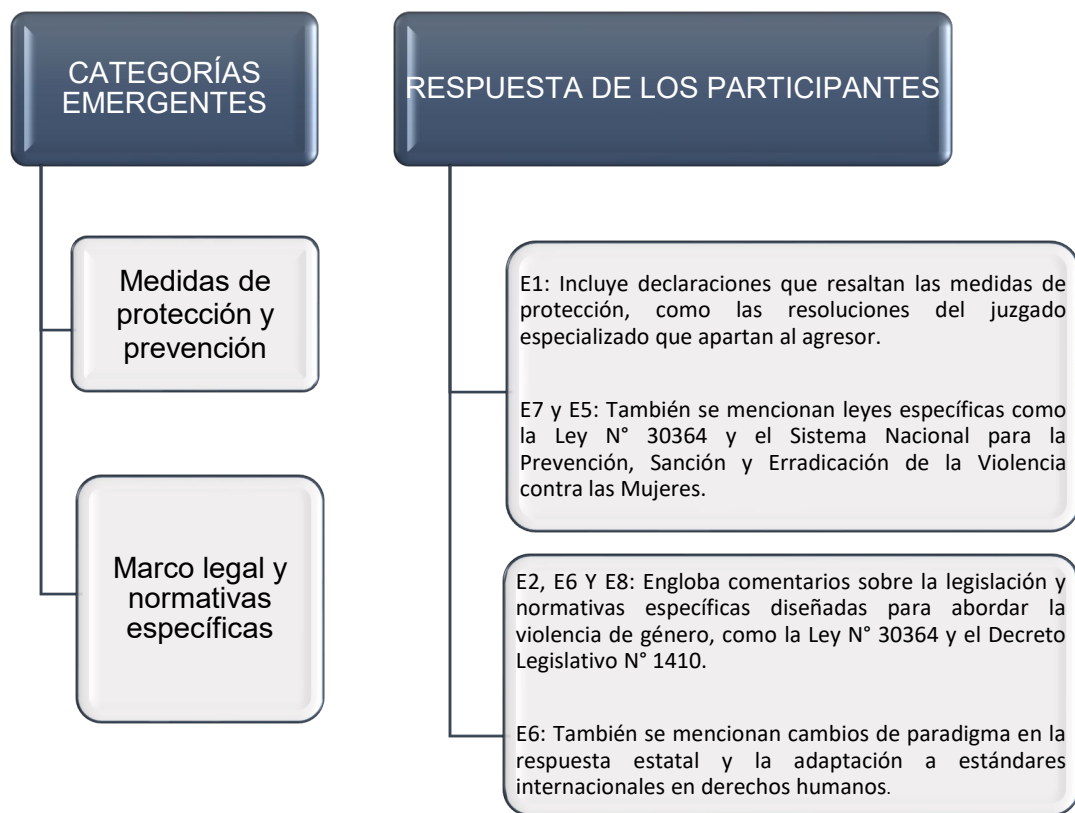 CATEGORÍAS
EMERGENTES
RESPUESTA DE LOS PARTICIPANTES
Medidas de
protección y
prevención
E1: Incluye declaraciones que resaltan las medidas de
protección, como las resoluciones del juzgado
especializado que apartan al agresor.
E7 y E5: También se mencionan leyes específicas como
la Ley N° 30364 y el Sistema Nacional para la
Prevención, Sanción y Erradicación de la Violencia
contra las Mujeres.
Marco legal y
normativas
específicas
E2, E6 Y E8: Engloba comentarios sobre la legislación y
normativas específicas diseñadas para abordar la
violencia de género, como la Ley N° 30364 y el Decreto
Legislativo N° 1410.
E6: También se mencionan cambios de paradigma en la
respuesta estatal y la adaptación a estándares
internacionales en derechos humanos.